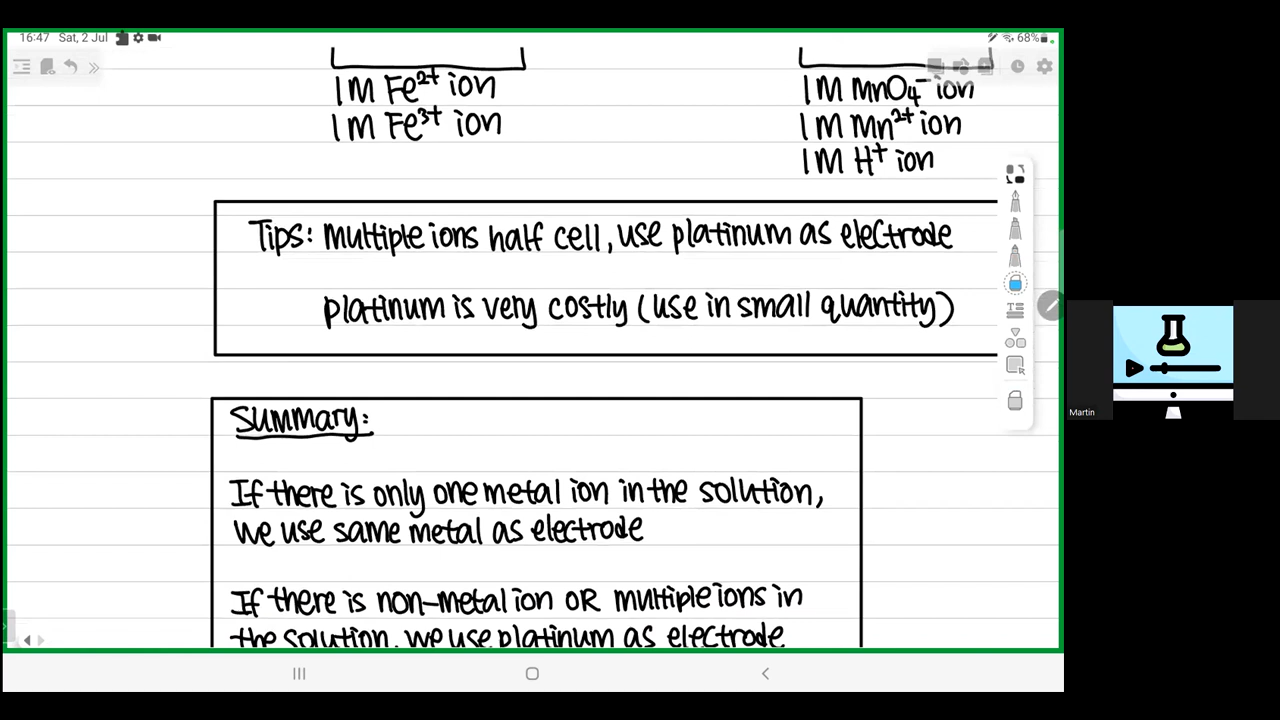 16:47 Sat, 2 Jul
68%
1M Fe²⁺ ion
1M Fe³⁺ ion
1M MnO₄⁻ ion
1M Mn²⁺ ion
1M H⁺ ion
Tips: multiple ions half cell, use platinum as electrode
platinum is very costly (use in small quantity)
Summary:
If there is only one metal ion in the solution,
we use same metal as electrode
If there is non-metal ion OR multiple ions in
the solution, we use platinum as electrode
Martin